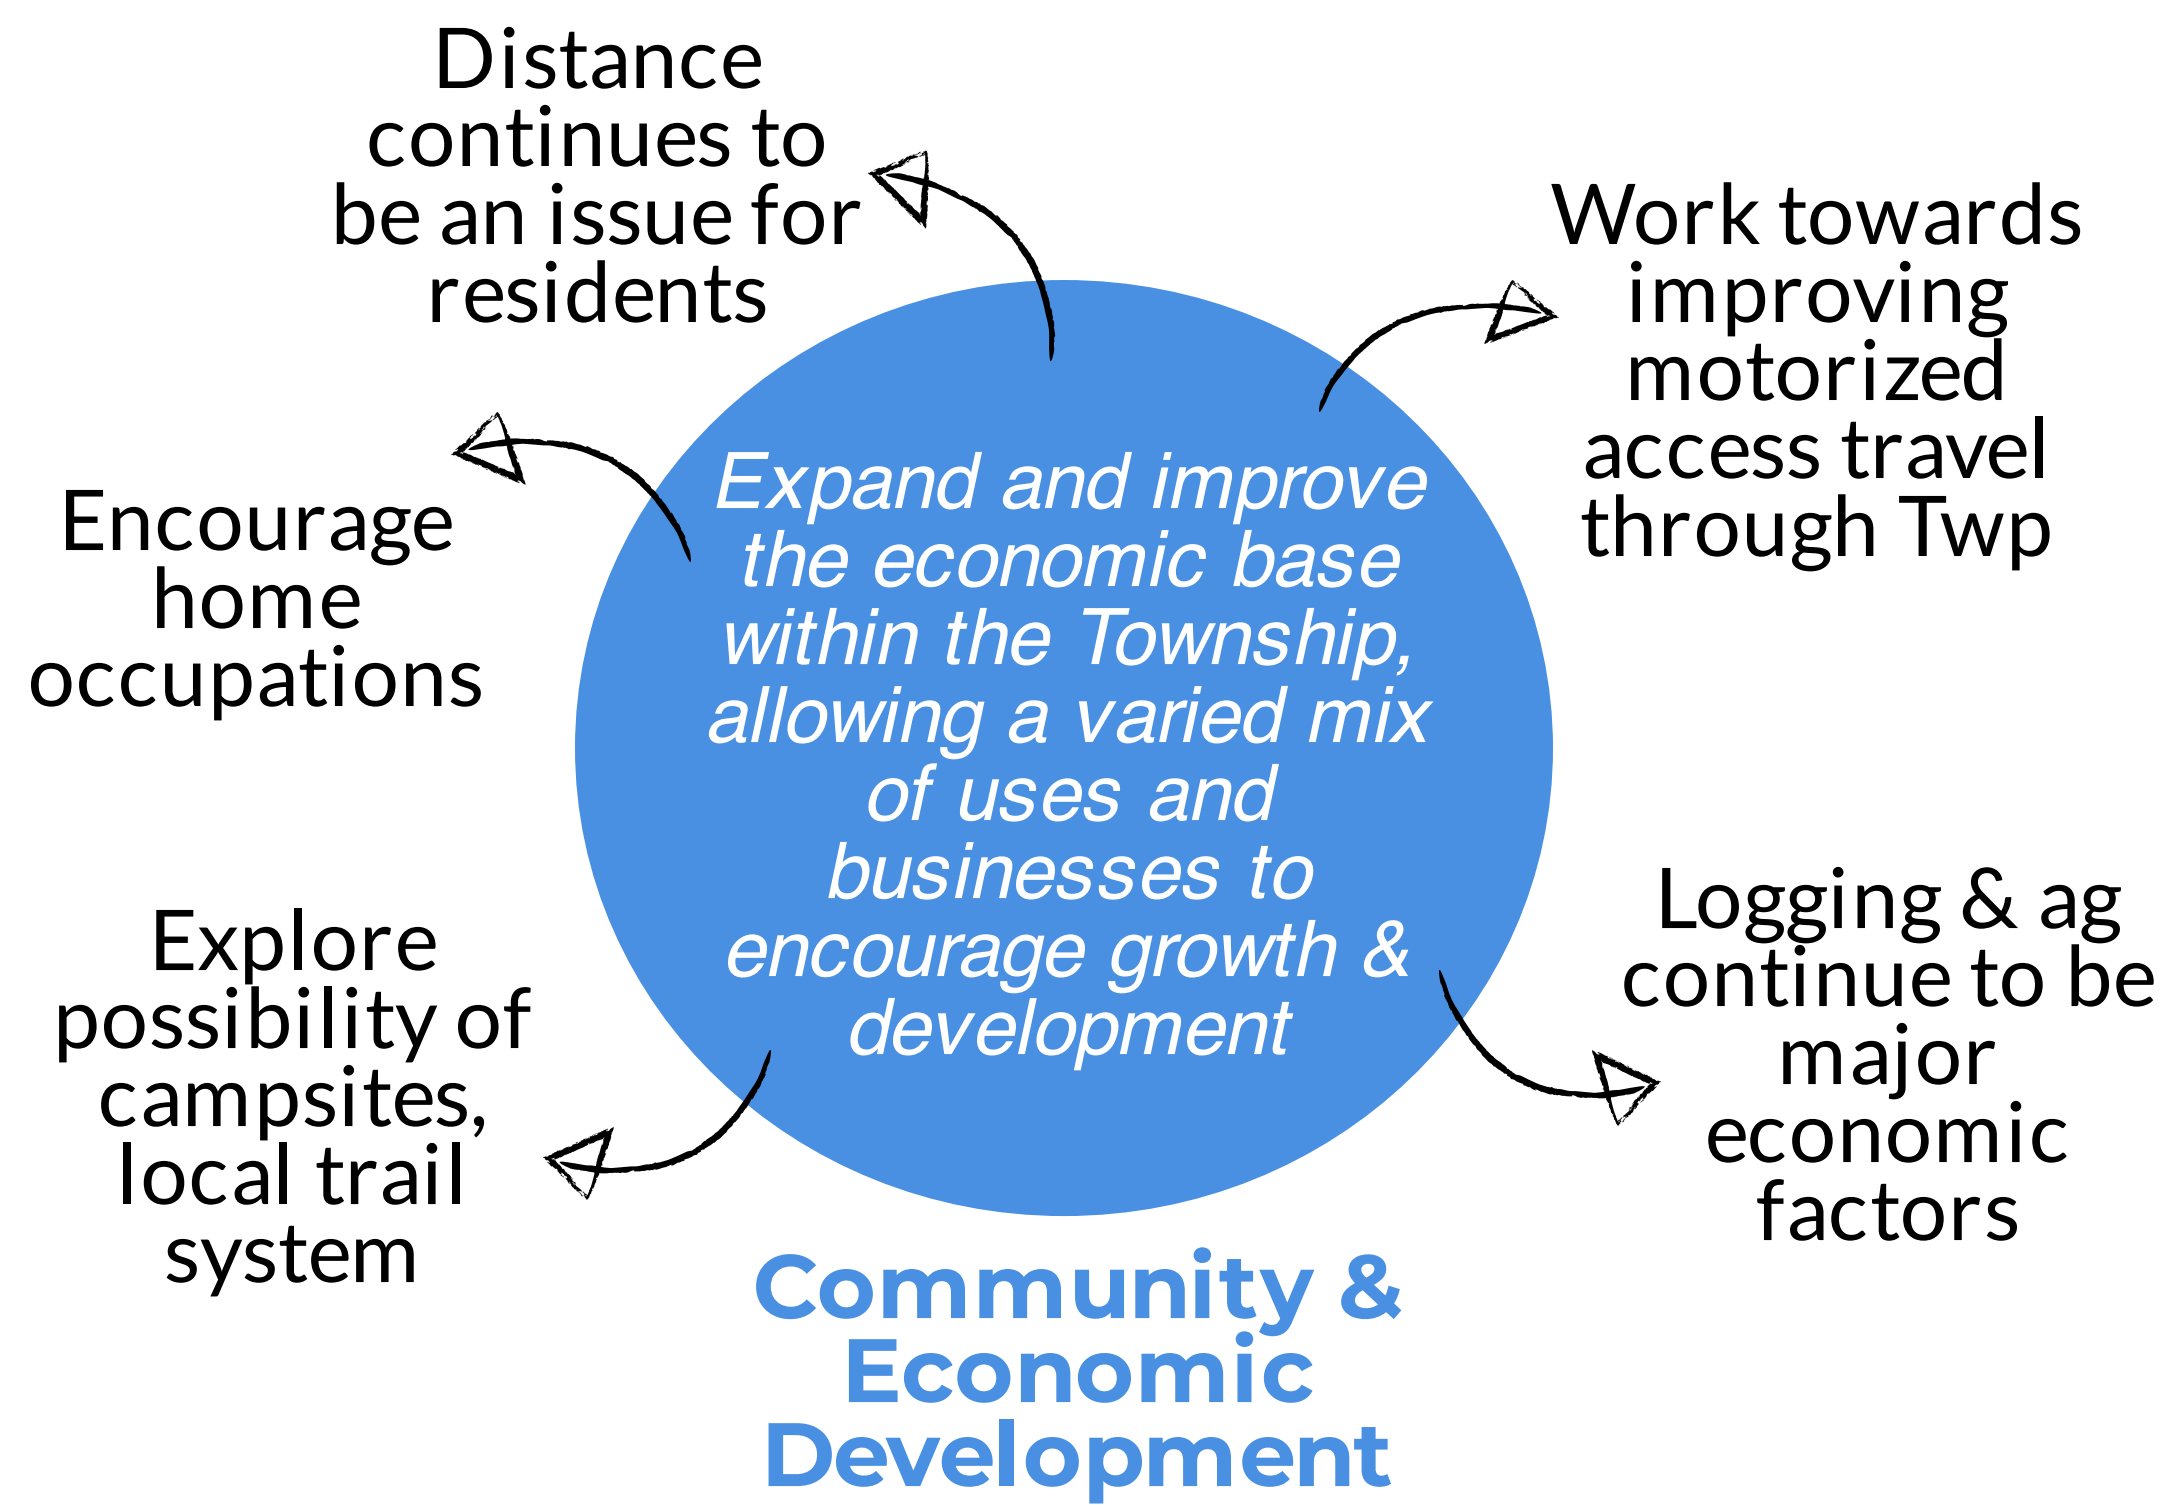 Distance
continues to
be an issue for
residents
Work towards
improving
motorized
access travel
through Twp
Encourage
home
occupations
Expand and improve
the economic base
within the Township,
allowing a varied mix
of uses and
businesses to
encourage growth &
development
Explore
possibility of
campsites,
local trail
system
Logging & ag
continue to be
major
economic
factors
Community &
Economic
Development